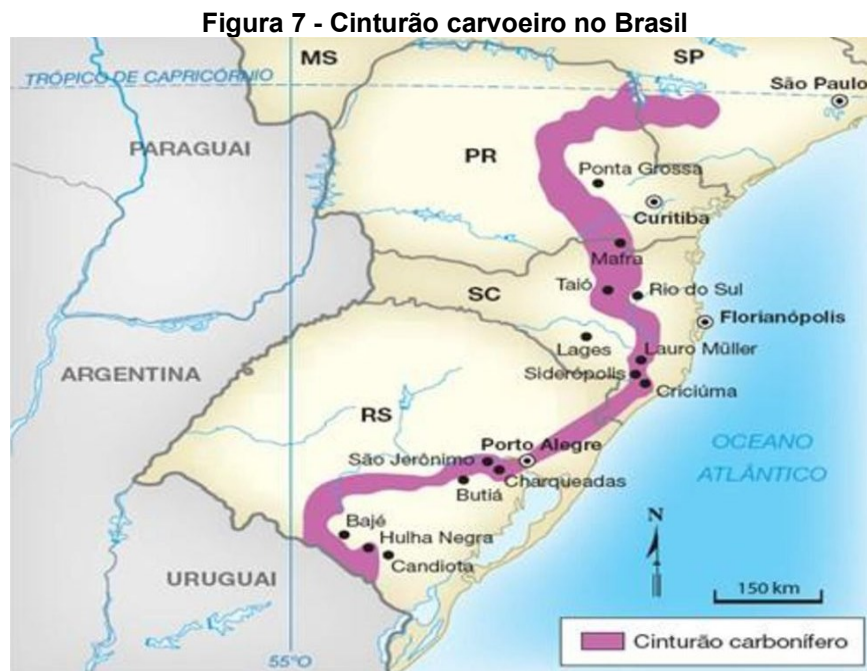 Figura 7 - Cinturão carvoeiro no Brasil
MS
SP
TRÓPICO DE CAPRICÓRNIO
São Paulo
PARAGUAI
PR
Ponta Grossa
Curitiba
Mafra
Taió
Rio do Sul
SC
Florianópolis
Lages
Lauro Müller
Siderópolis
Criciúma
ARGENTINA
RS
Porto Alegre
São Jerônimo
Charqueadas
Butiá
OCEANO
ATLÂNTICO
Bajé
Hulha Negra
Candiota
N
URUGUAI
150 km
Cinturão carbonífero
55°